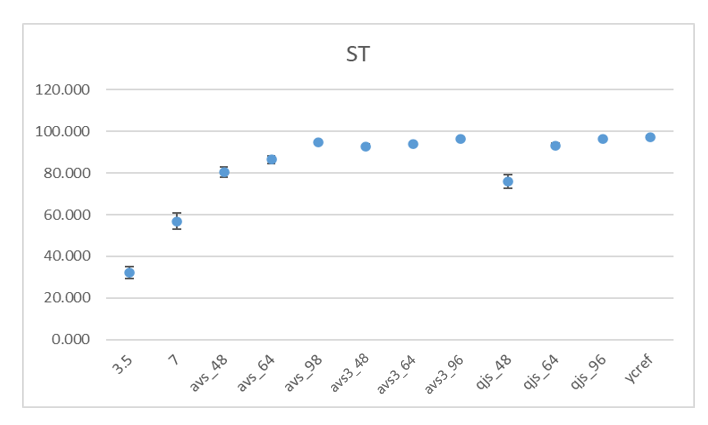 ST
120.000
100.000
80.000
60.000
40.000
20.000
0.000
3.5
7
avs_48
avs_64
avs_98
avs3_48
avs3_64
avs3_96
qjs_48
qjs_64
qjs_96
ycref